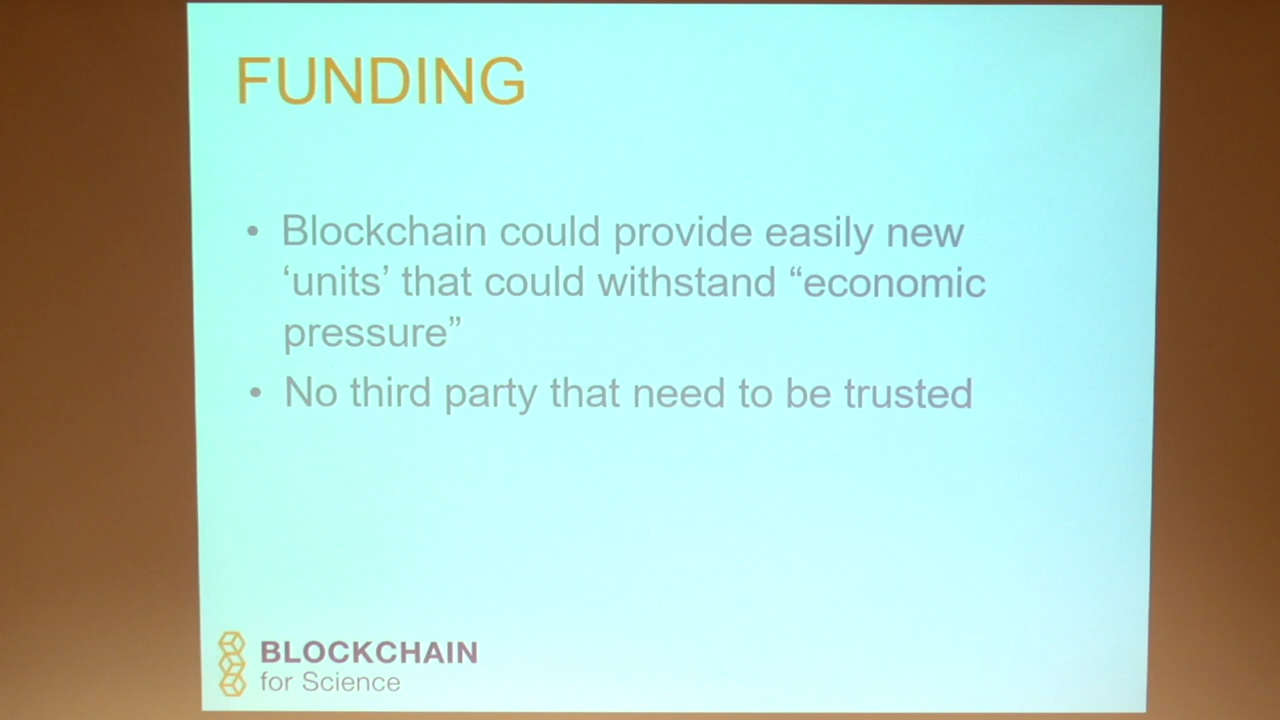 FUNDING
• Blockchain could provide easily new
‘units’ that could withstand “economic
pressure”
• No third party that need to be trusted
BLOCKCHAIN
for Science